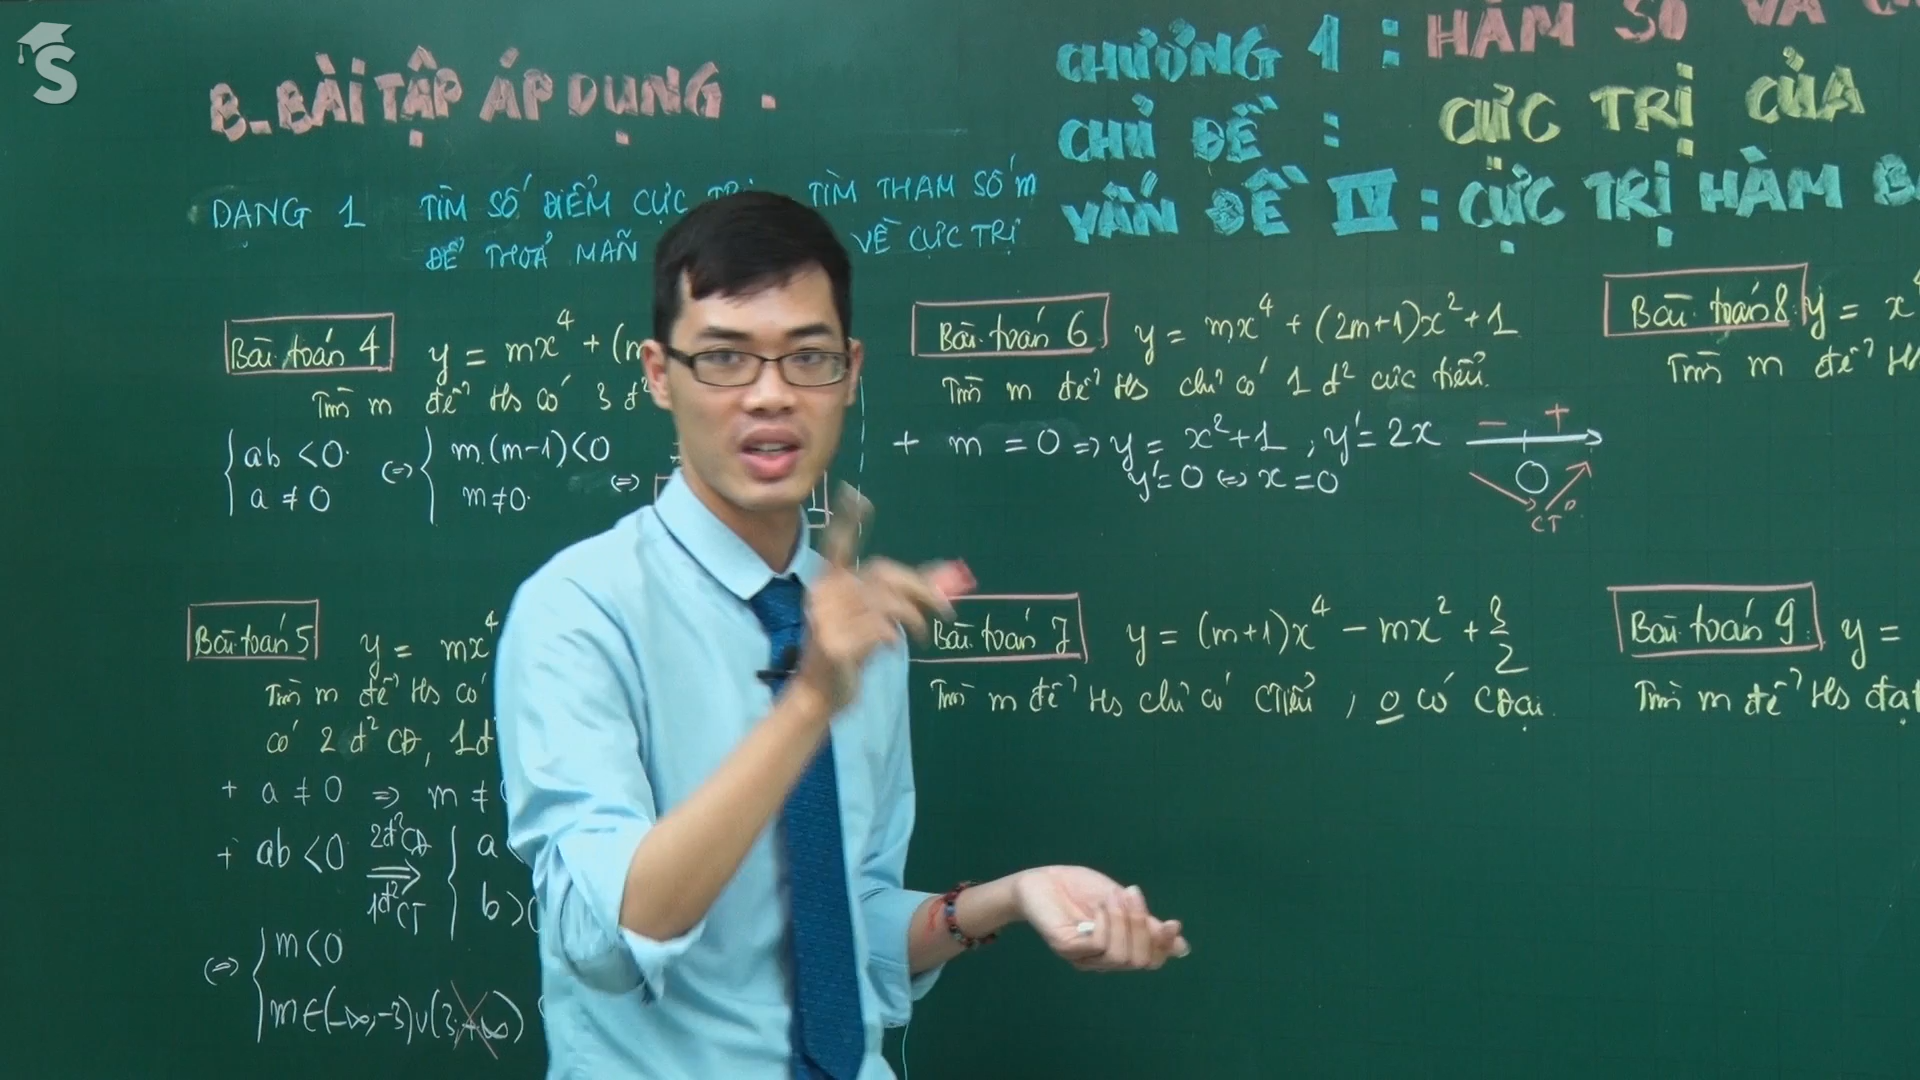 S
B. BÀI TẬP ÁP DỤNG.
CHƯƠNG 1 : HÀM SỐ VÀ
CHỦ ĐỀ : CỰC TRỊ CỦA
VẤN ĐỀ IV : CỰC TRỊ HÀM
DẠNG 1 TÌM SỐ ĐIỂM CỰC TÌM THAM SỐ m
ĐỂ THOẢ MÃN VỀ CỰC TRỊ
Bài toán 4 y = mx⁴ + (m
Tìm m để Hs có 3 đ²
{ ab < 0 a ≠ 0 (=) { m.(m-1) < 0 m ≠ 0 (=)
Bài toán 5 y = mx⁴
Tìm m để Hs có
có 2 đ² CĐ, 1đ
+ a ≠ 0 => m ≠
+ ab < 0 2đ²CĐ => 1đ²CT { a b >
(=) { m < 0 m ∈ (-∞, -3) ∪ (3, +∞)
Bài toán 6 y = mx⁴ + (2m+1)x² + 1
Tìm m để Hs chỉ có 1 đ² cực tiểu.
+ m = 0 => y = x² + 1 , y' = 2x
y' = 0 (=) x = 0
− +
0
CT
Bài toán 7 y = (m+1)x⁴ − mx² + 3/2
Tìm m để Hs chỉ có CTiểu , o có CĐại.
Bài toán 8 y = x⁴
Tìm m để Hs
Bài toán 9 y =
Tìm m để Hs đạt